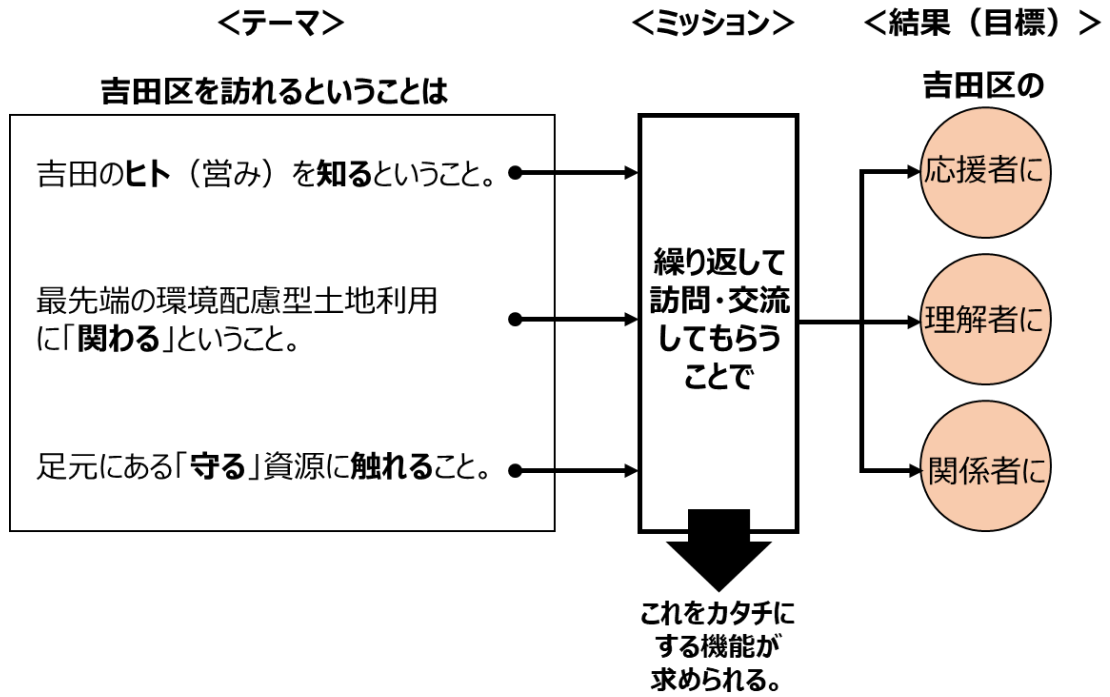 <テーマ>
<ミッション>
<結果（目標）>
吉田区を訪れるということは
吉田のヒト（営み）を知るということ。
最先端の環境配慮型土地利用
に「関わる」ということ。
足元にある「守る」資源に触れること。
繰り返して
訪問・交流
してもらう
ことで
これをカタチに
する機能が
求められる。
吉田区の
応援者に
理解者に
関係者に